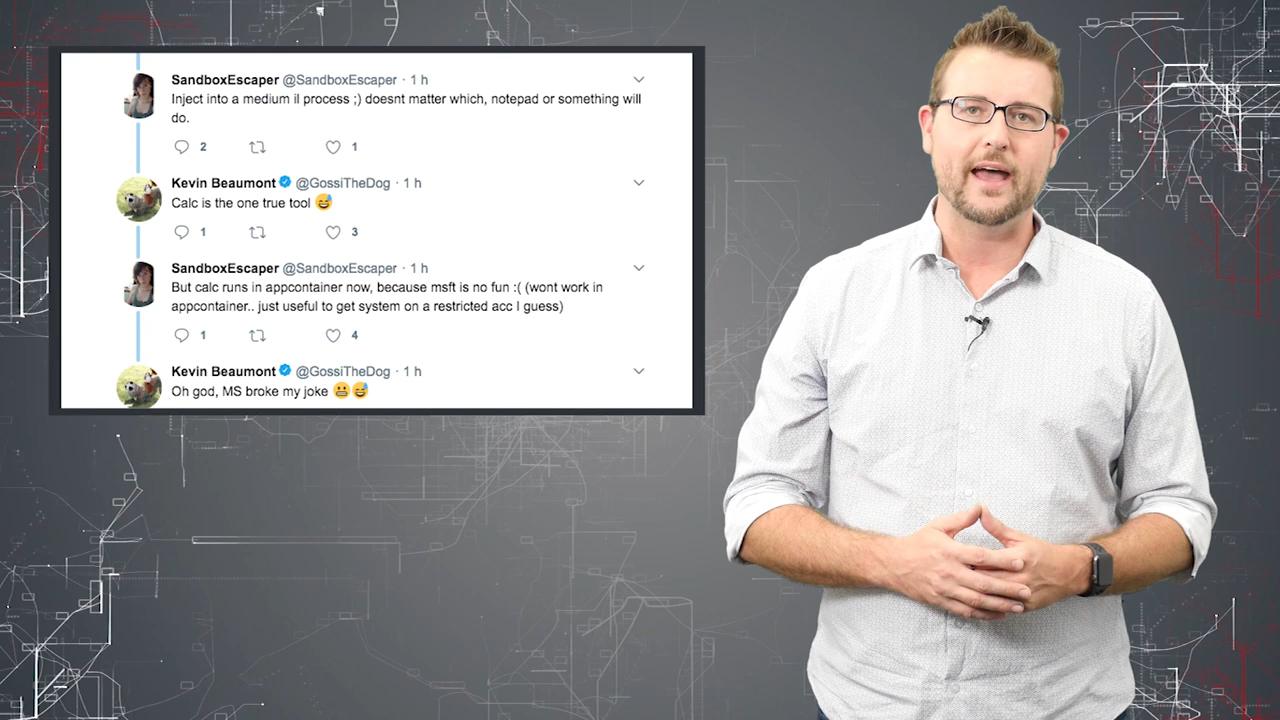 SandboxEscaper @SandboxEscaper · 1 h
Inject into a medium il process ;) doesnt matter which, notepad or something will
do.
2 1
Kevin Beaumont @GossiTheDog · 1 h
Calc is the one true tool 😅
1 3
SandboxEscaper @SandboxEscaper · 1 h
But calc runs in appcontainer now, because msft is no fun :( (wont work in
appcontainer.. just useful to get system on a restricted acc I guess)
1 4
Kevin Beaumont @GossiTheDog · 1 h
Oh god, MS broke my joke 😬😅